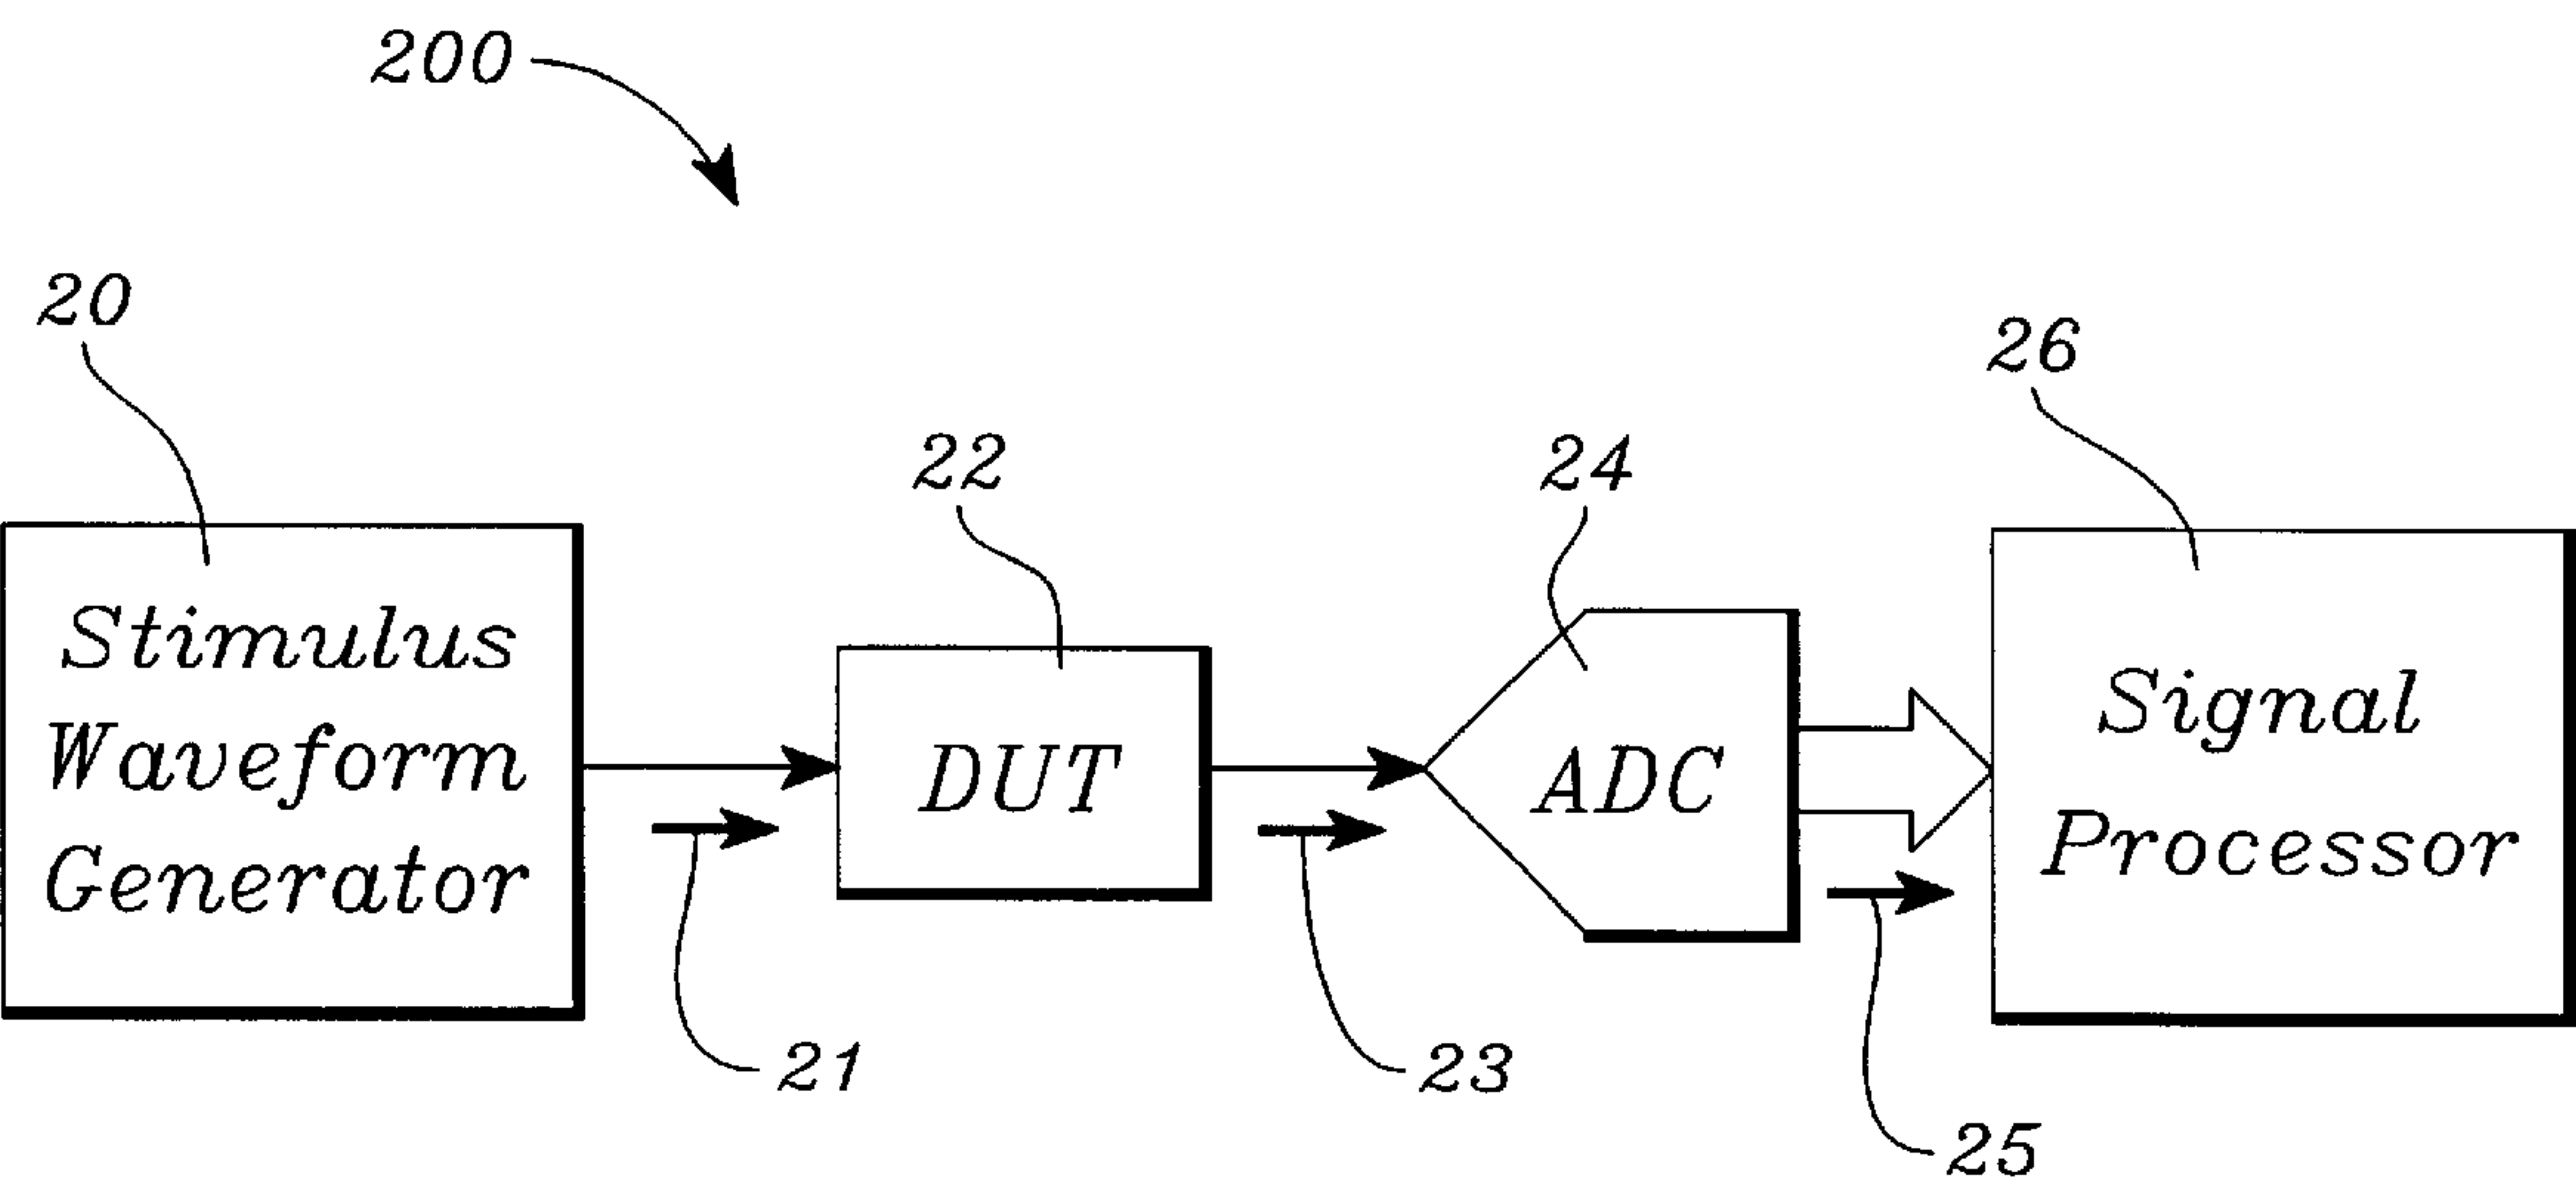 200
20
26
22
24
Stimulus
Waveform
Generator
DUT
ADC
Signal
Processor
21
23
25